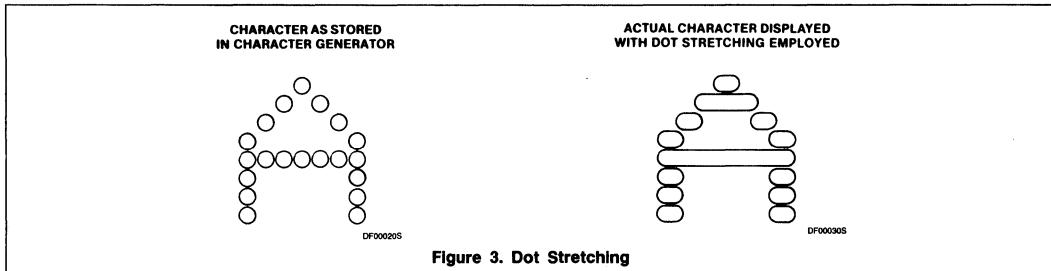 CHARACTER AS STORED
IN CHARACTER GENERATOR
DF00020S
ACTUAL CHARACTER DISPLAYED
WITH DOT STRETCHING EMPLOYED
DF00030S
Figure 3. Dot Stretching